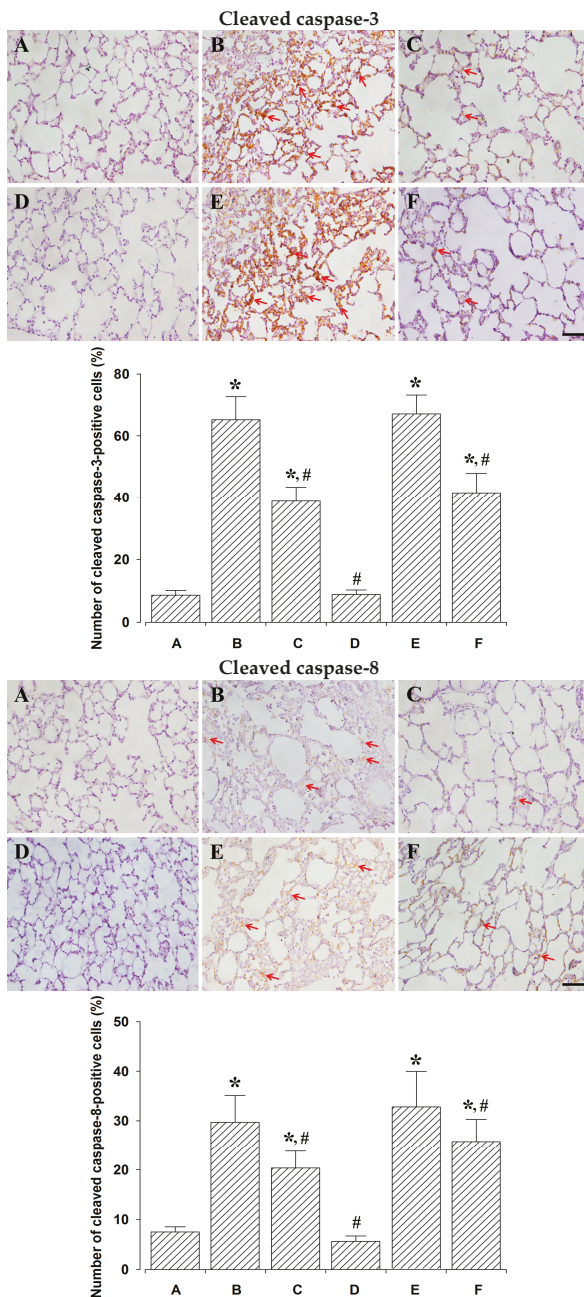 Cleaved caspase-3
A B C
D E F
Number of cleaved caspase-3-positive cells (%)
80
60
40
20
0
* *, # # * *, #
A B C D E F
Cleaved caspase-8
A B C
D E F
Number of cleaved caspase-8-positive cells (%)
50
40
30
20
10
0
* *, # # * *, #
A B C D E F